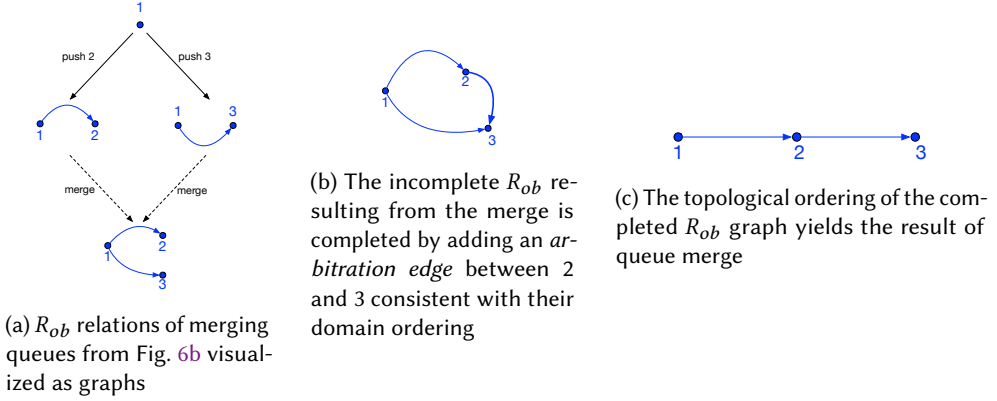 1
push 2
push 3
1
2
1
3
merge
merge
1
2
3
(a) R_ob relations of merging
queues from Fig. 6b visual-
ized as graphs
1
2
3
(b) The incomplete R_ob re-
sulting from the merge is
completed by adding an ar-
bitration edge between 2
and 3 consistent with their
domain ordering
1
2
3
(c) The topological ordering of the com-
pleted R_ob graph yields the result of
queue merge